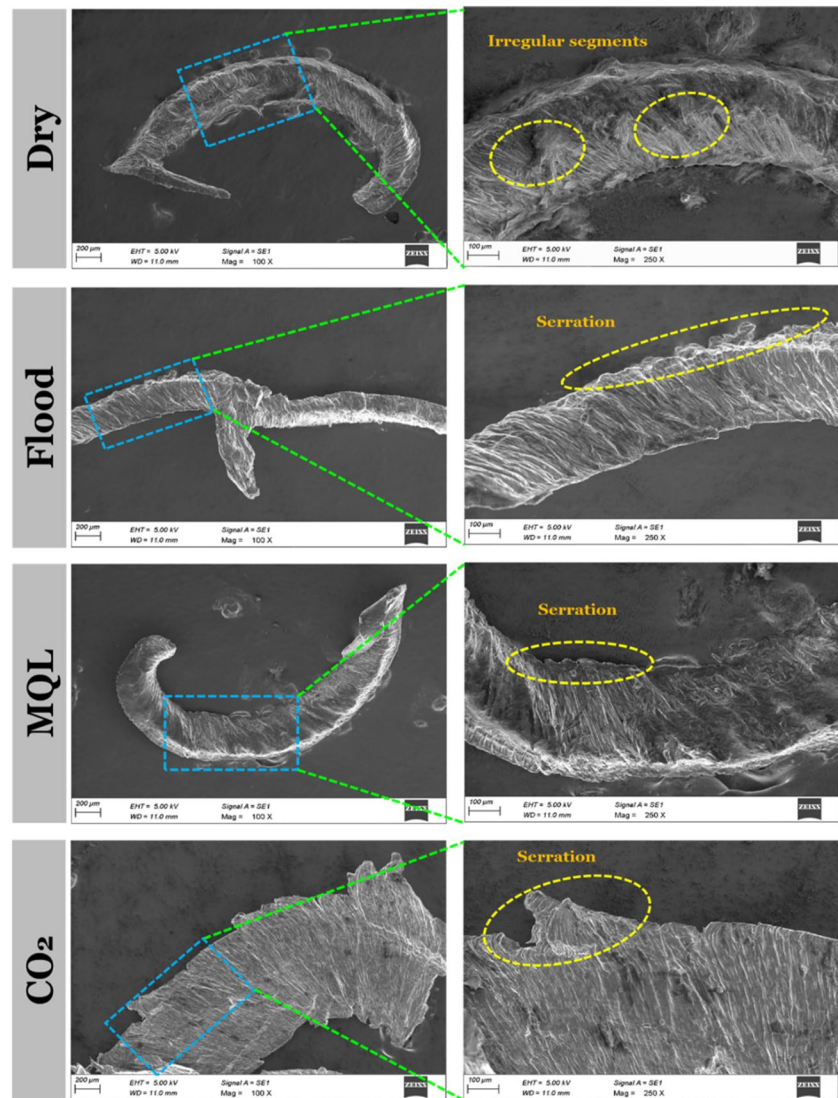 Dry
200 µm
EHT = 5.00 kV
WD = 11.0 mm
Signal A = SE1
Mag = 100 X
ZEISS
Irregular segments
100 µm
EHT = 5.00 kV
WD = 11.0 mm
Signal A = SE1
Mag = 250 X
ZEISS
Flood
200 µm
EHT = 5.00 kV
WD = 11.0 mm
Signal A = SE1
Mag = 100 X
ZEISS
Serration
100 µm
EHT = 5.00 kV
WD = 11.0 mm
Signal A = SE1
Mag = 250 X
ZEISS
MQL
200 µm
EHT = 5.00 kV
WD = 11.0 mm
Signal A = SE1
Mag = 100 X
ZEISS
Serration
100 µm
EHT = 5.00 kV
WD = 11.0 mm
Signal A = SE1
Mag = 250 X
ZEISS
CO₂
200 µm
EHT = 5.00 kV
WD = 11.0 mm
Signal A = SE1
Mag = 100 X
ZEISS
Serration
100 µm
EHT = 5.00 kV
WD = 11.0 mm
Signal A = SE1
Mag = 250 X
ZEISS